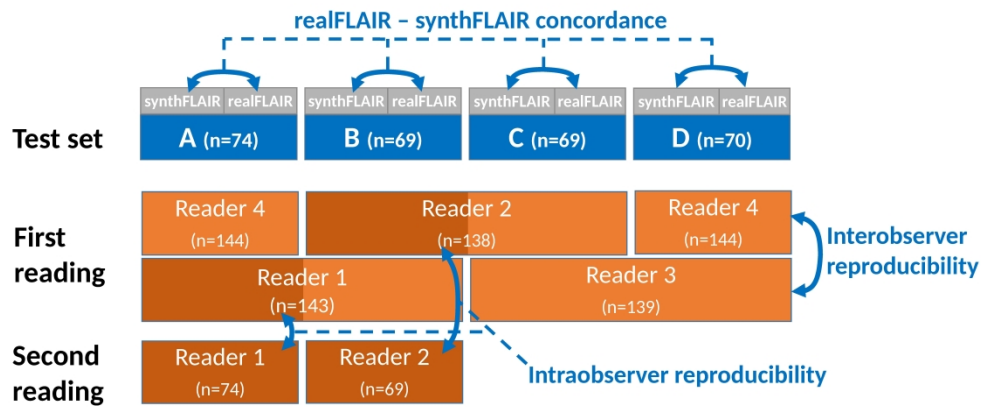 realFLAIR – synthFLAIR concordance
synthFLAIR realFLAIR synthFLAIR realFLAIR synthFLAIR realFLAIR synthFLAIR realFLAIR
Test set
A (n=74) B (n=69) C (n=69) D (n=70)
First
reading
Reader 4
(n=144)
Reader 2
(n=138)
Reader 4
(n=144)
Reader 1
(n=143)
Reader 3
(n=139)
Interobserver
reproducibility
Second
reading
Reader 1
(n=74)
Reader 2
(n=69)
Intraobserver reproducibility